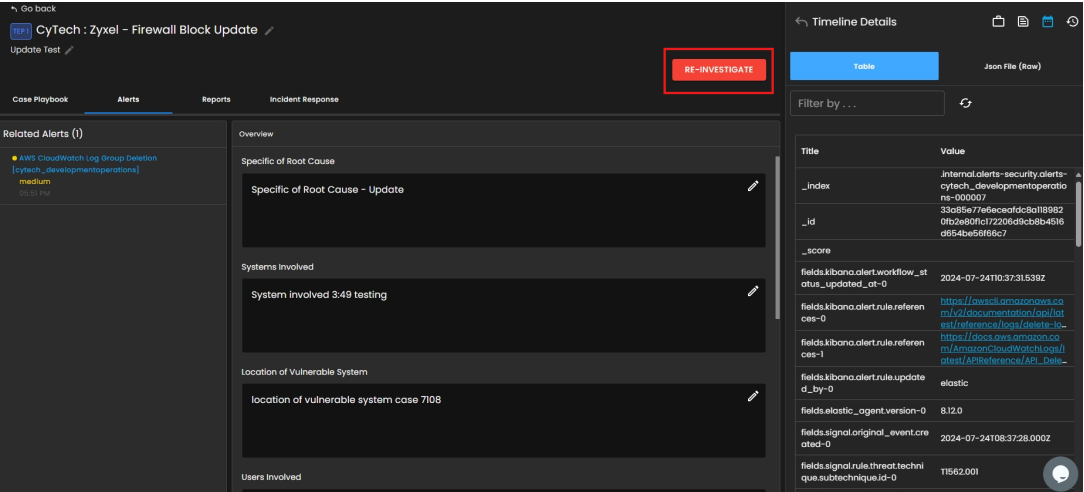 Go back
TEP 1 CyTech : Zyxel - Firewall Block Update
Update Test
RE-INVESTIGATE
Case Playbook Alerts Reports Incident Response
Related Alerts (1)
AWS CloudWatch Log Group Deletion
[cytech_developmentoperations]
medium
05:51 PM
Overview
Specific of Root Cause
Specific of Root Cause - Update
Systems Involved
System involved 3:49 testing
Location of Vulnerable System
location of vulnerable system case 7108
Users Involved
Timeline Details
Table Json File (Raw)
Filter by . . .
Title Value
_index
.internal.alerts-security.alerts-
cytech_developmentoperatio
ns-000007
_id
33a85e77e6eceafdc8a118982
0fb2e80f1c172206d9cb8b4516
d654be56f66c7
_score
fields.kibana.alert.workflow_st
atus_updated_at-0
2024-07-24T10:37:31.539Z
fields.kibana.alert.rule.referen
ces-0
https://awscli.amazonaws.co
m/v2/documentation/api/lat
est/reference/logs/delete-lo...
fields.kibana.alert.rule.referen
ces-1
https://docs.aws.amazon.co
m/AmazonCloudWatchLogs/l
atest/APIReference/API_Dele...
fields.kibana.alert.rule.update
d_by-0
elastic
fields.elastic_agent.version-0 8.12.0
fields.signal.original_event.cre
ated-0
2024-07-24T08:37:28.000Z
fields.signal.rule.threat.techni
que.subtechnique.id-0
T1562.001